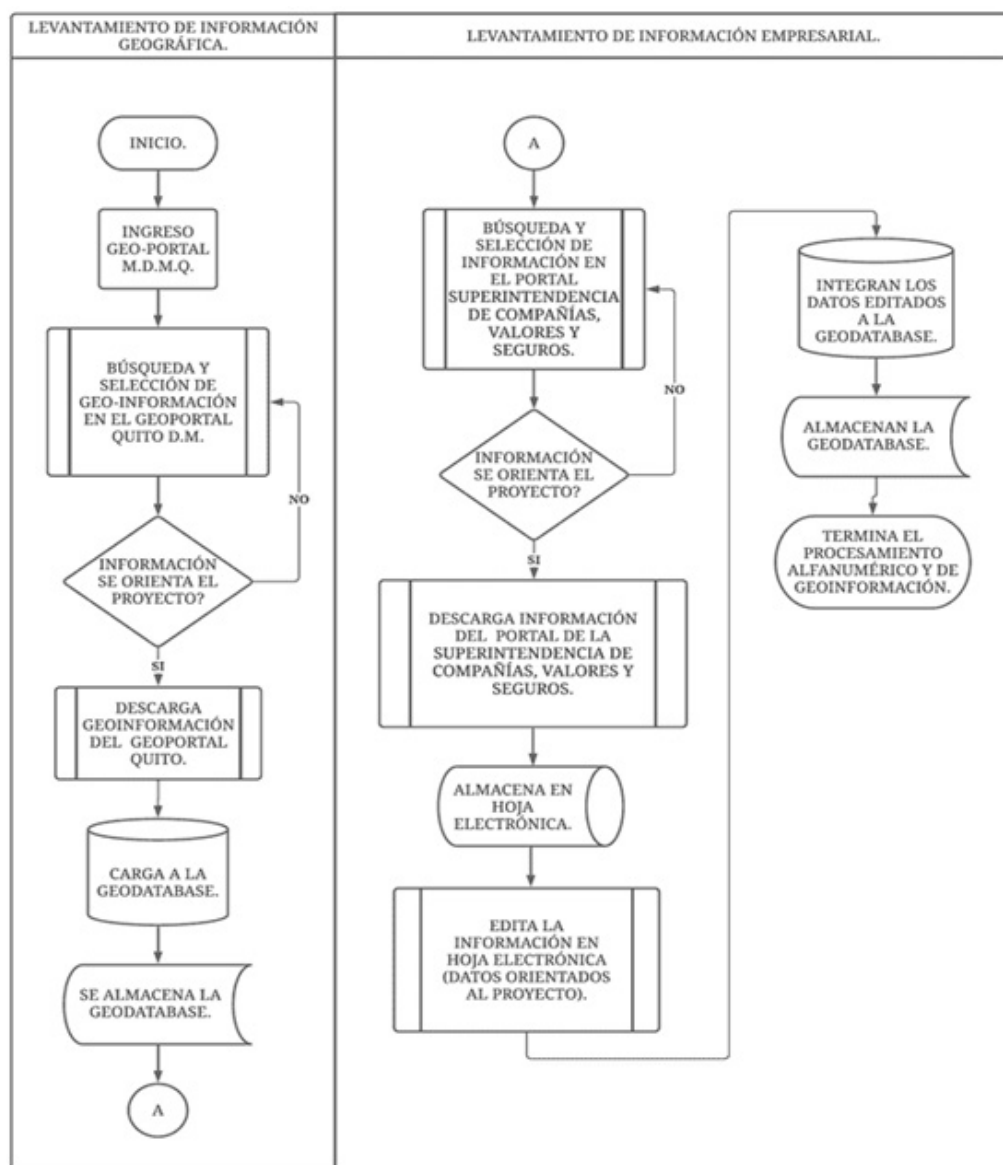 LEVANTAMIENTO DE INFORMACIÓN
GEOGRÁFICA.
LEVANTAMIENTO DE INFORMACIÓN EMPRESARIAL.
INICIO.
INGRESO
GEO-PORTAL
M.D.M.Q.
BÚSQUEDA Y
SELECCIÓN DE
GEO-INFORMACIÓN
EN EL GEOPORTAL
QUITO D.M.
NO
INFORMACIÓN
SE ORIENTA EL
PROYECTO?
SI
DESCARGA
GEOINFORMACIÓN
DEL GEOPORTAL
QUITO.
CARGA A LA
GEODATABASE.
SE ALMACENA LA
GEODATABASE.
A
A
BÚSQUEDA Y
SELECCIÓN DE
INFORMACIÓN EN
EL PORTAL
SUPERINTENDENCIA
DE COMPAÑÍAS,
VALORES Y
SEGUROS.
NO
INFORMACIÓN
SE ORIENTA EL
PROYECTO?
SI
DESCARGA INFORMACIÓN
DEL PORTAL DE LA
SUPERINTENDENCIA DE
COMPAÑÍAS, VALORES Y
SEGUROS.
ALMACENA EN
HOJA
ELECTRÓNICA.
EDITA LA
INFORMACIÓN EN
HOJA ELECTRÓNICA
(DATOS ORIENTADOS
AL PROYECTO).
INTEGRAN LOS
DATOS EDITADOS
A LA
GEODATABASE.
ALMACENAN LA
GEODATABASE.
TERMINA EL
PROCESAMIENTO
ALFANUMÉRICO Y DE
GEOINFORMACIÓN.